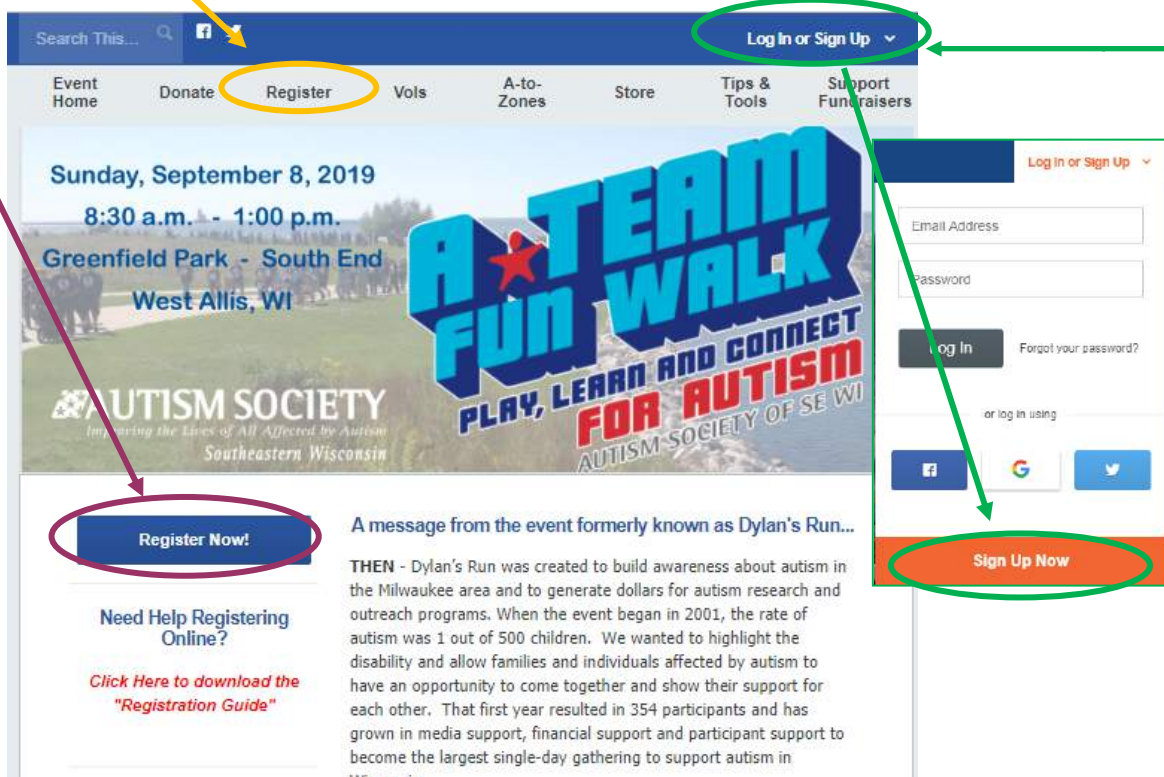 Search This...
Log In or Sign Up
Event Home
Donate
Register
Vols
A-to-Zones
Store
Tips & Tools
Support Fundraisers
Sunday, September 8, 2019
8:30 a.m. - 1:00 p.m.
Greenfield Park - South End
West Allis, WI
AUTISM SOCIETY
Improving the Lives of All Affected by Autism
Southeastern Wisconsin
A TEAM
FUN WALK
PLAY, LEARN AND CONNECT
FOR AUTISM
AUTISM SOCIETY OF SE WI
Log In or Sign Up
Email Address
Password
Log In
Forgot your password?
or log in using
Sign Up Now
Register Now!
Need Help Registering
Online?
Click Here to download the
"Registration Guide"
A message from the event formerly known as Dylan's Run...
THEN - Dylan's Run was created to build awareness about autism in
the Milwaukee area and to generate dollars for autism research and
outreach programs. When the event began in 2001, the rate of
autism was 1 out of 500 children. We wanted to highlight the
disability and allow families and individuals affected by autism to
have an opportunity to come together and show their support for
each other. That first year resulted in 354 participants and has
grown in media support, financial support and participant support to
become the largest single-day gathering to support autism in